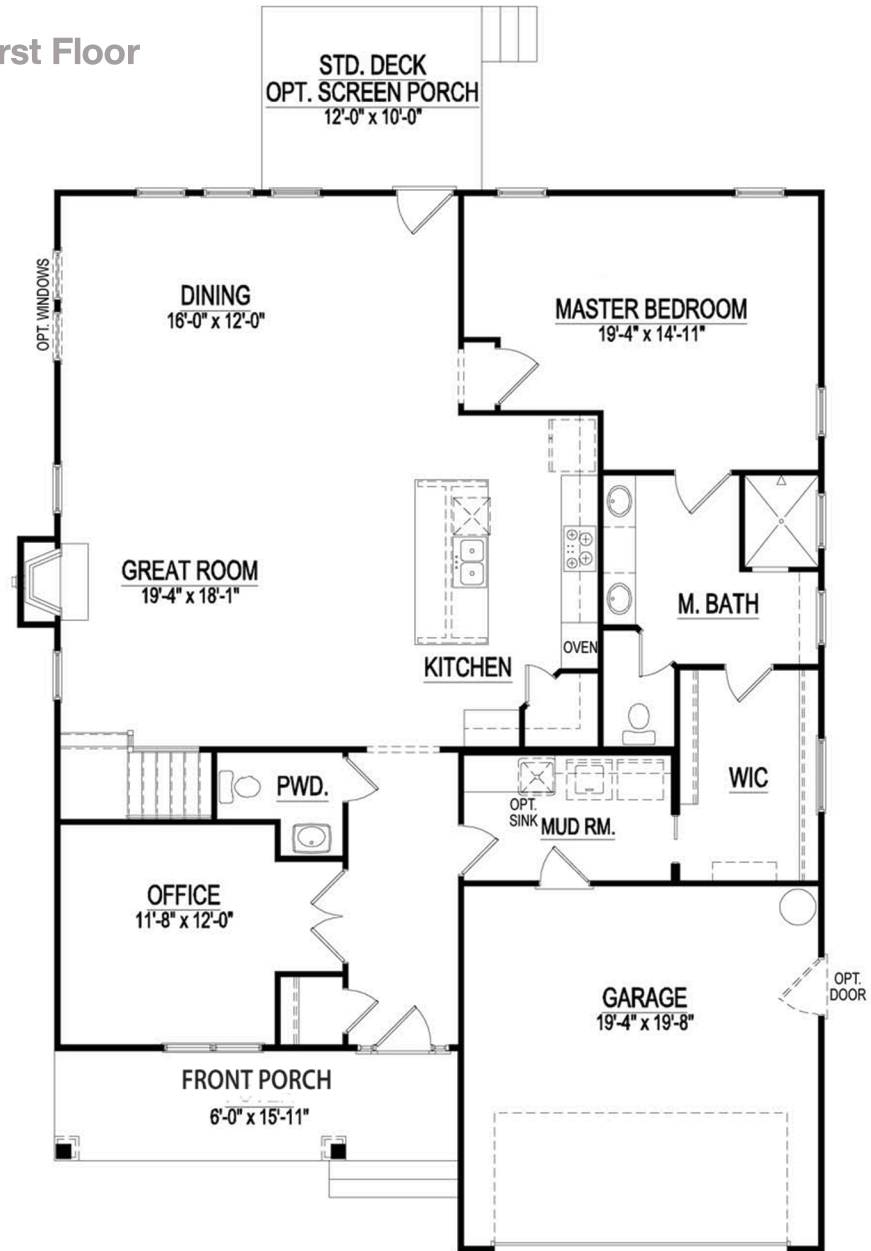 rst Floor
STD. DECK
OPT. SCREEN PORCH
12'-0" x 10'-0"
OPT. WINDOWS
DINING
16'-0" x 12'-0"
MASTER BEDROOM
19'-4" x 14'-11"
GREAT ROOM
19'-4" x 18'-1"
M. BATH
OVEN
KITCHEN
PWD.
OPT.
SINK
MUD RM.
WIC
OFFICE
11'-8" x 12'-0"
GARAGE
19'-4" x 19'-8"
OPT.
DOOR
FRONT PORCH
6'-0" x 15'-11"